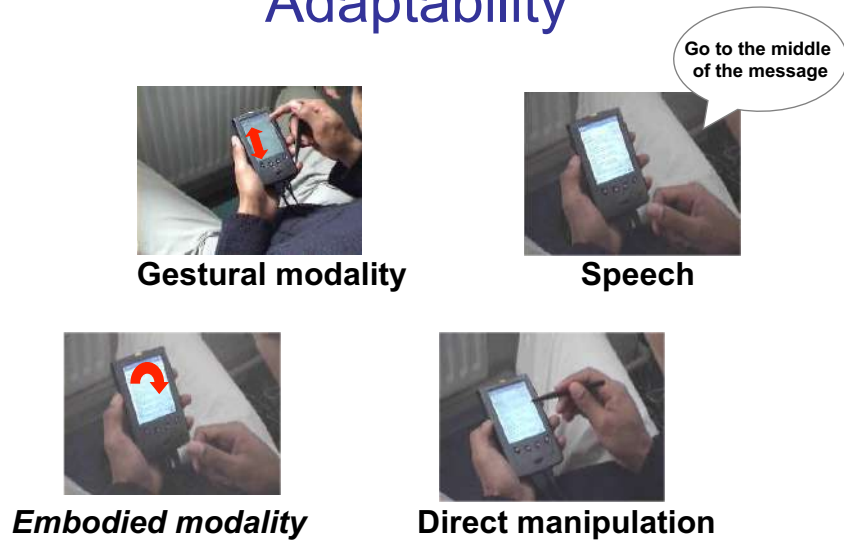 Adaptability
Go to the middle
of the message
Gestural modality
Speech
Embodied modality
Direct manipulation